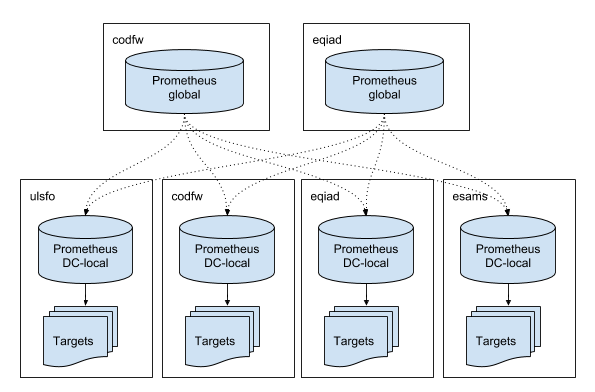 codfw
Prometheus
global
eqiad
Prometheus
global
ulsfo
Prometheus
DC-local
Targets
codfw
Prometheus
DC-local
Targets
eqiad
Prometheus
DC-local
Targets
esams
Prometheus
DC-local
Targets